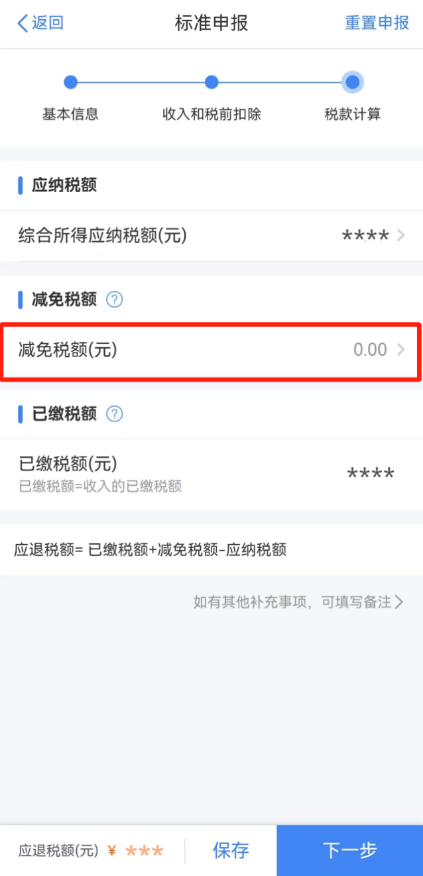 返回 标准申报 重置申报
基本信息 收入和税前扣除 税款计算
应纳税额
综合所得应纳税额(元) ****
减免税额 ?
减免税额(元) 0.00
已缴税额 ?
已缴税额(元) ****
已缴税额=收入的已缴税额
应退税额= 已缴税额+减免税额-应纳税额
如有其他补充事项，可填写备注
应退税额(元) ¥ *** 保存 下一步